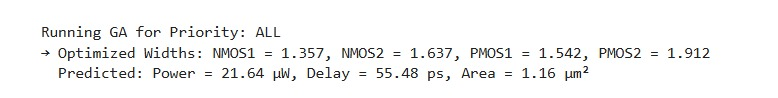 Running GA for Priority: ALL
→ Optimized Widths: NMOS1 = 1.357, NMOS2 = 1.637, PMOS1 = 1.542, PMOS2 = 1.912
Predicted: Power = 21.64 µW, Delay = 55.48 ps, Area = 1.16 µm²